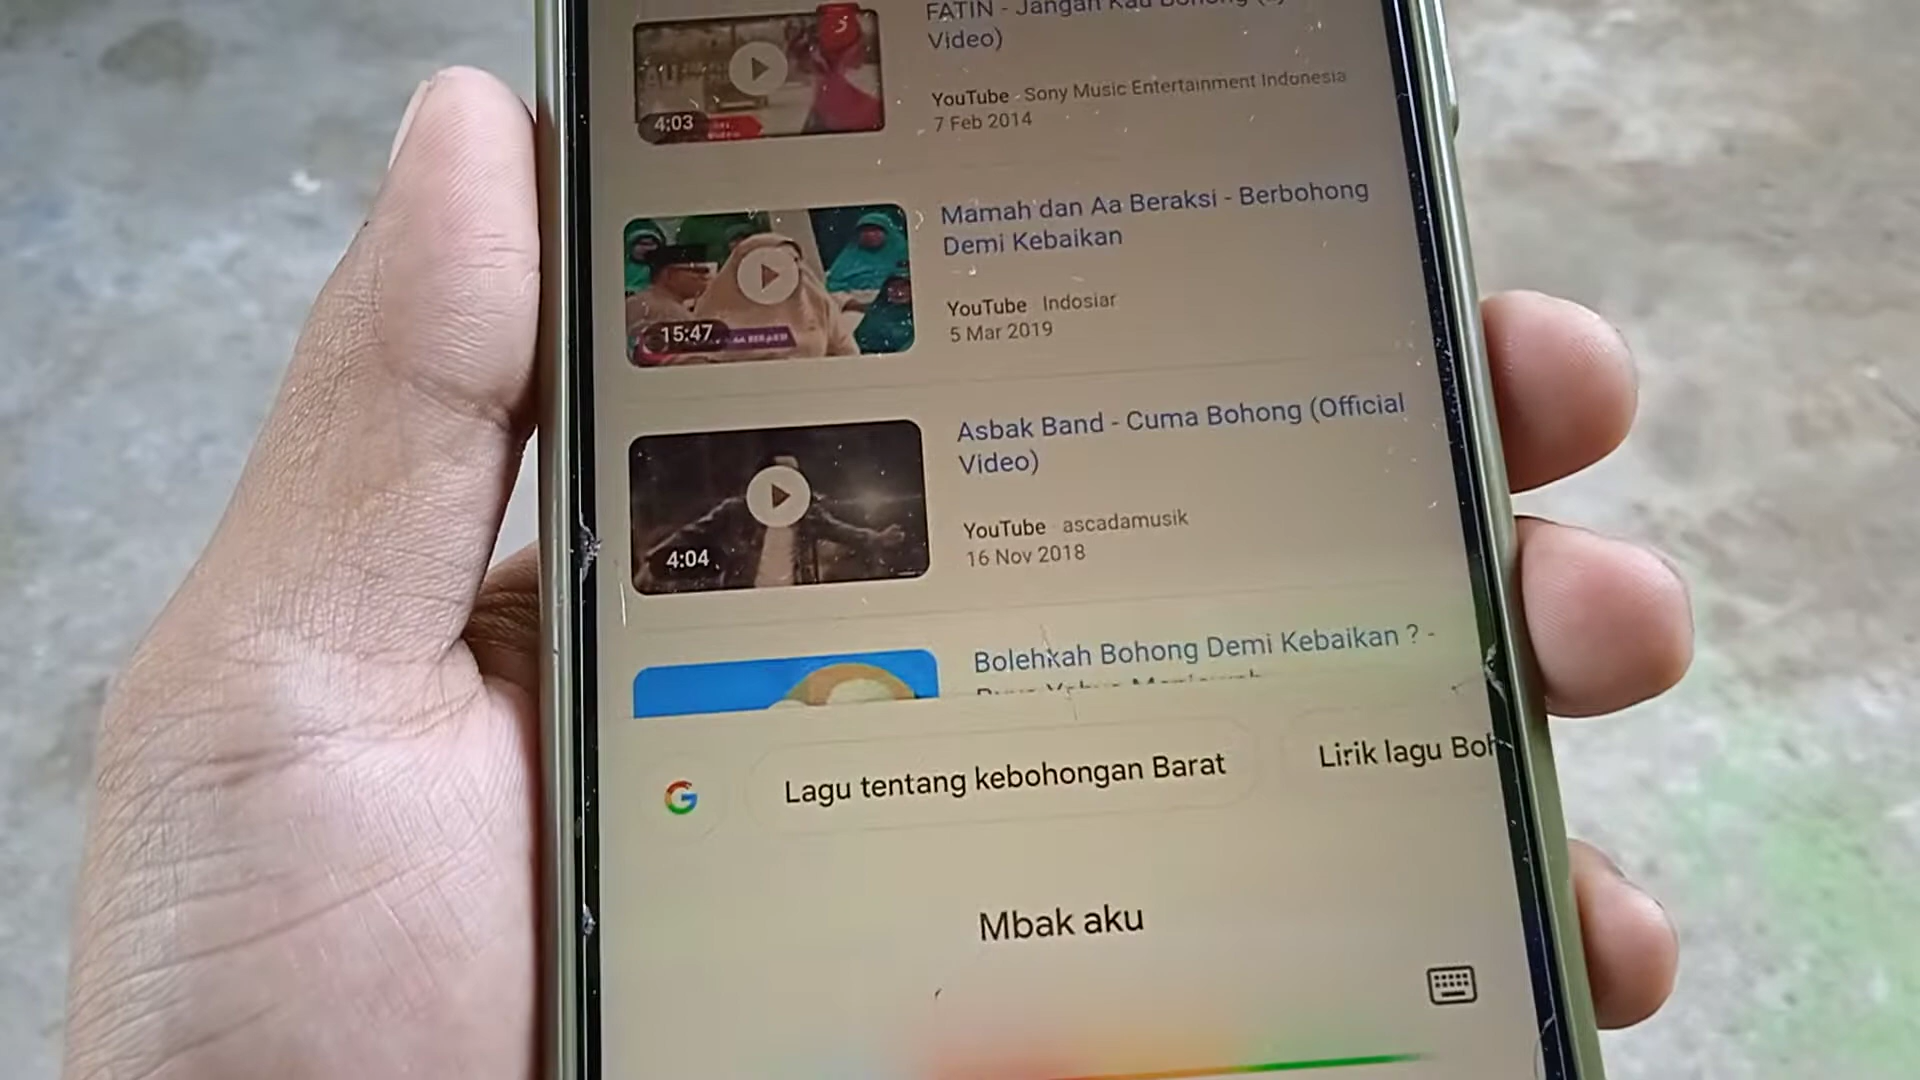 FATIN - Jangan Kau Bohong
Video)
YouTube · Sony Music Entertainment Indonesia
7 Feb 2014
4:03
Mamah dan Aa Beraksi - Berbohong
Demi Kebaikan
YouTube Indosiar
5 Mar 2019
15:47
AA BERAKSI
Asbak Band - Cuma Bohong (Official
Video)
YouTube · ascadamusik
16 Nov 2018
4:04
Bolehkah Bohong Demi Kebaikan ? -
G
Lagu tentang kebohongan Barat
Lirik lagu Boh
Mbak aku